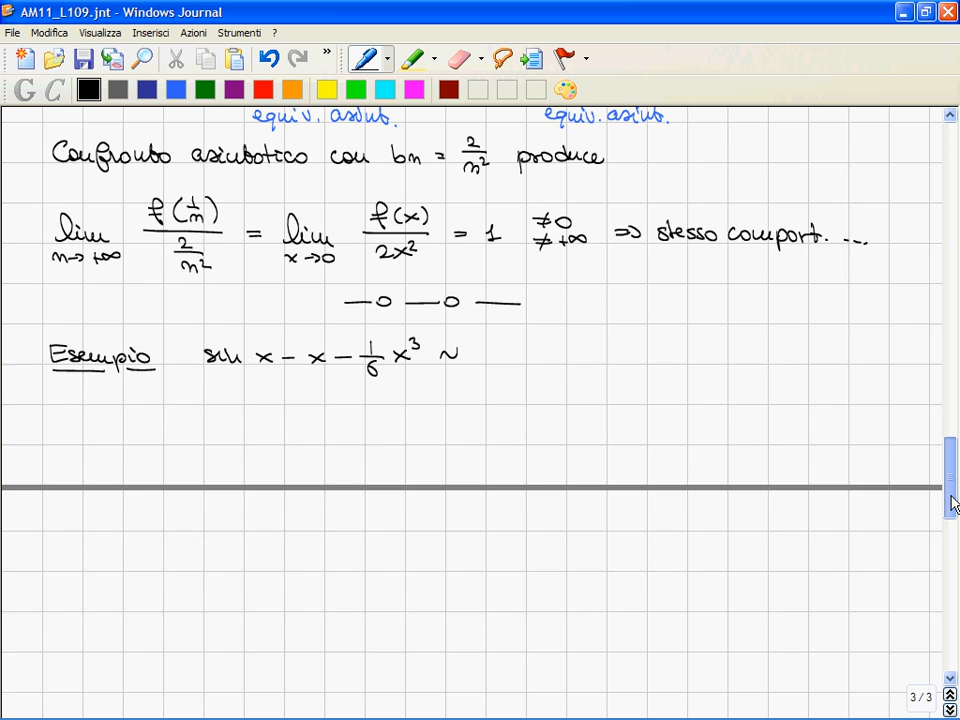 AM11_L109.jnt - Windows Journal
File Modifica Visualizza Inserisci Azioni Strumenti ?
»
G C
equiv. asint. equiv. asint.
Confronto asintotico con bn = 2/n² produce
lim n→+∞ f(1/n) / (2/n²) = lim x→0 f(x) / 2x² = 1 ≠0 ≠+∞ ⇒ stesso comport. ...
—o —o —
Esempio sin x - x - 1/6 x³ ~
3 / 3